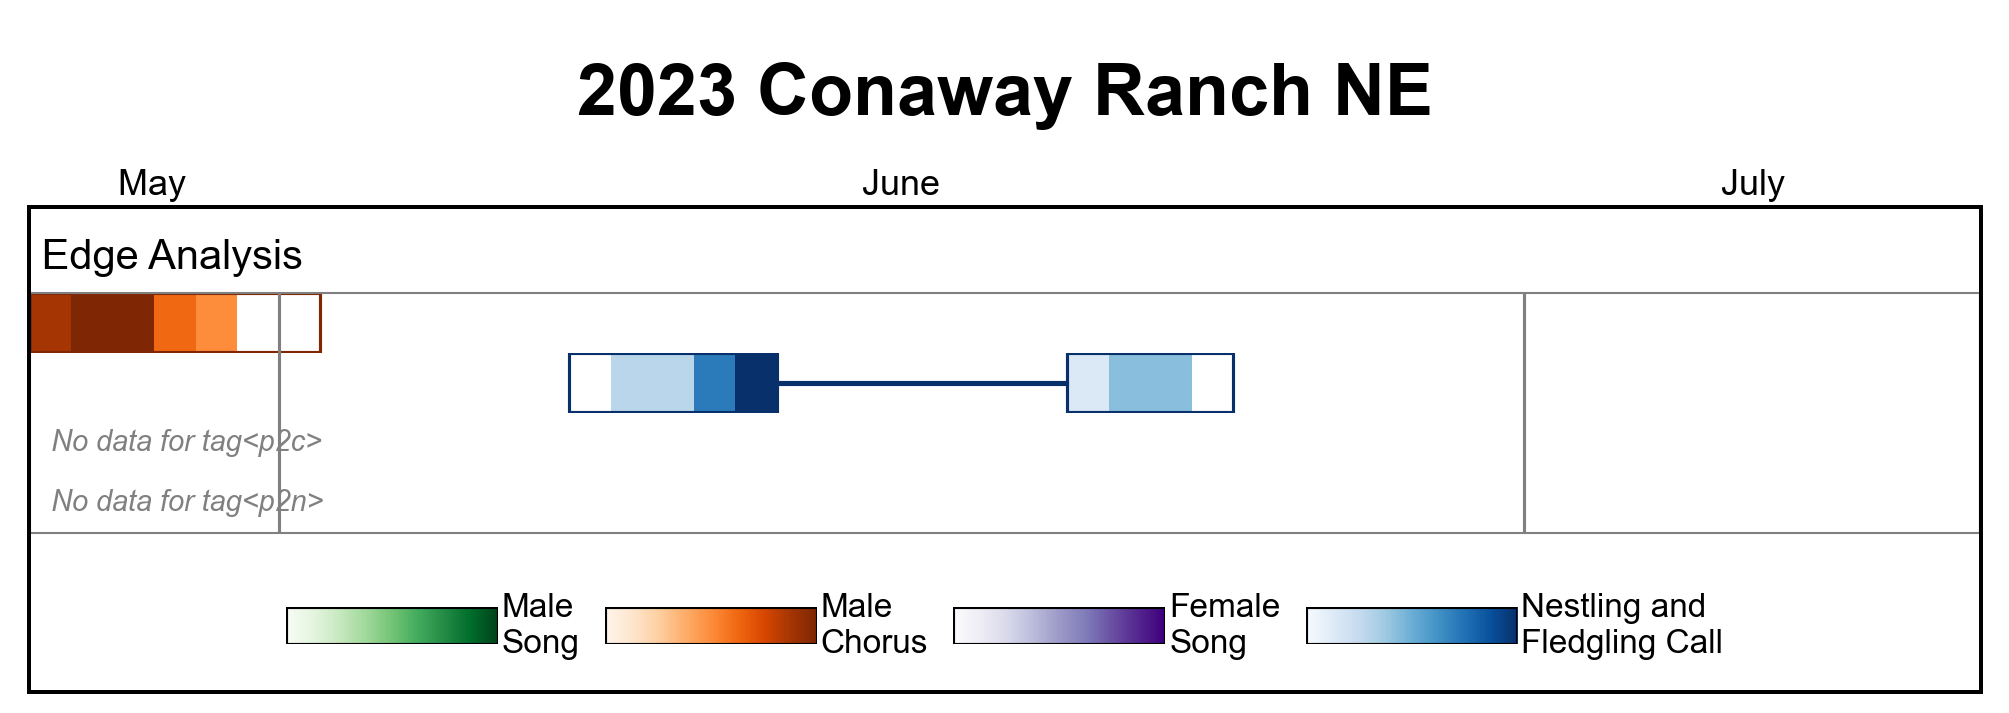 2023 Conaway Ranch NE
May June July
Edge Analysis
No data for tag<p2c>
No data for tag<p2n>
Male Song
Male Chorus
Female Song
Nestling and Fledgling Call